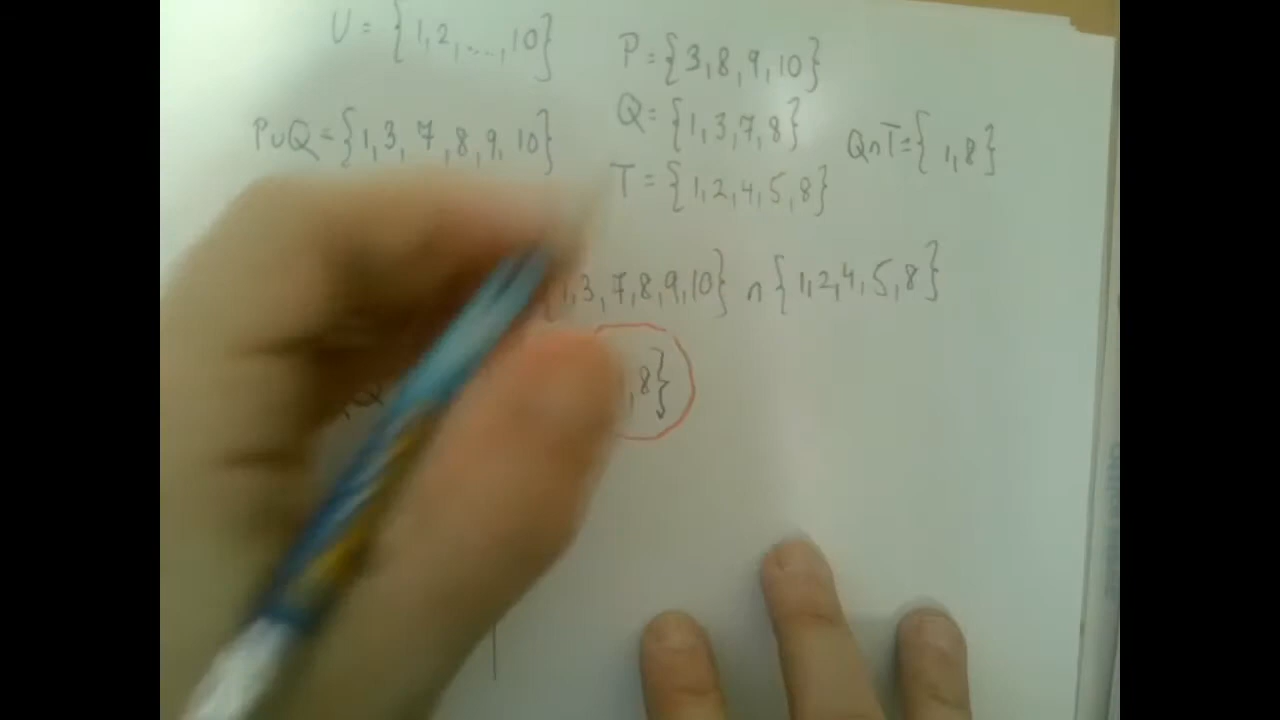 U = {1,2,....,10}
P = {3,8,9,10}
P∪Q = {1,3,7,8,9,10}
Q = {1,3,7,8}
Q∩T = {1,8}
T = {1,2,4,5,8}
{1,3,7,8,9,10} ∩ {1,2,4,5,8}
,8}